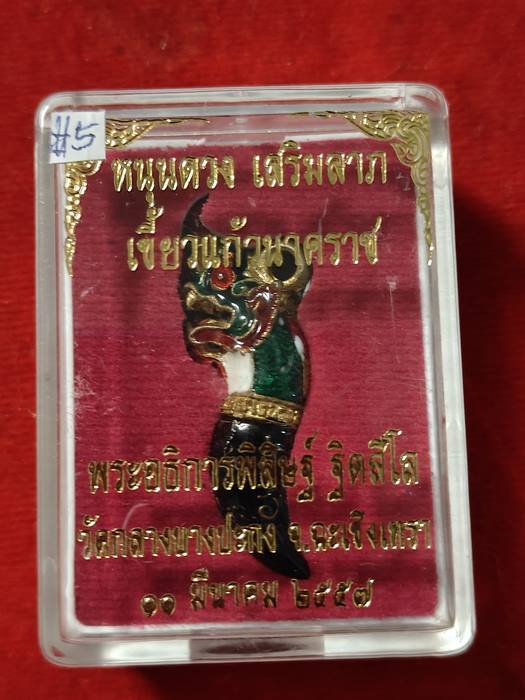 #5
หนุนดวง เสริมลาภ
เขี้ยวแก้วนาคราช
พระอธิการพิสิษฐ์ ฐิตสีโล
วัดกลางบางปะกง จ.ฉะเชิงเทรา
๑๑ มีนาคม ๒๕๕๗